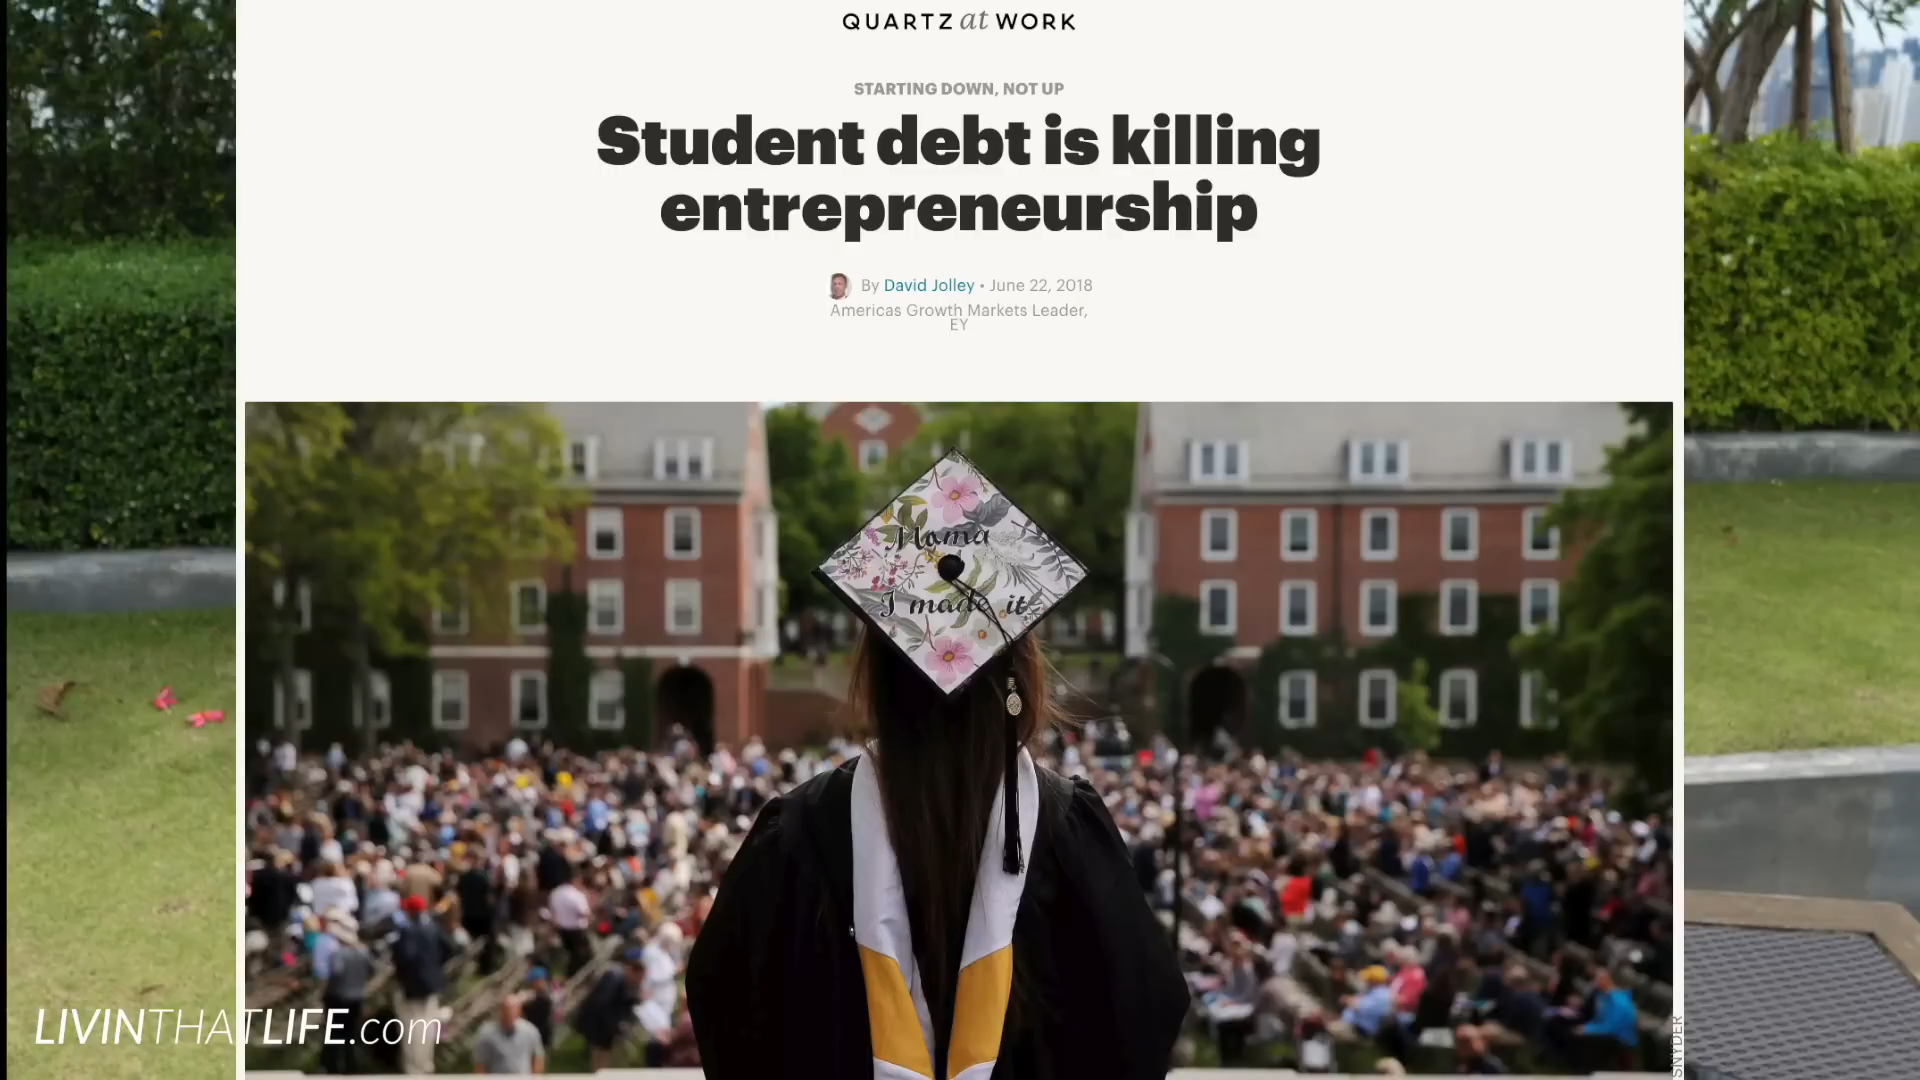 QUARTZ at WORK
STARTING DOWN, NOT UP
Student debt is killing
entrepreneurship
By David Jolley • June 22, 2018
Americas Growth Markets Leader,
EY
Mama
I made it
SNYDER
LIVINTHATLIFE.com